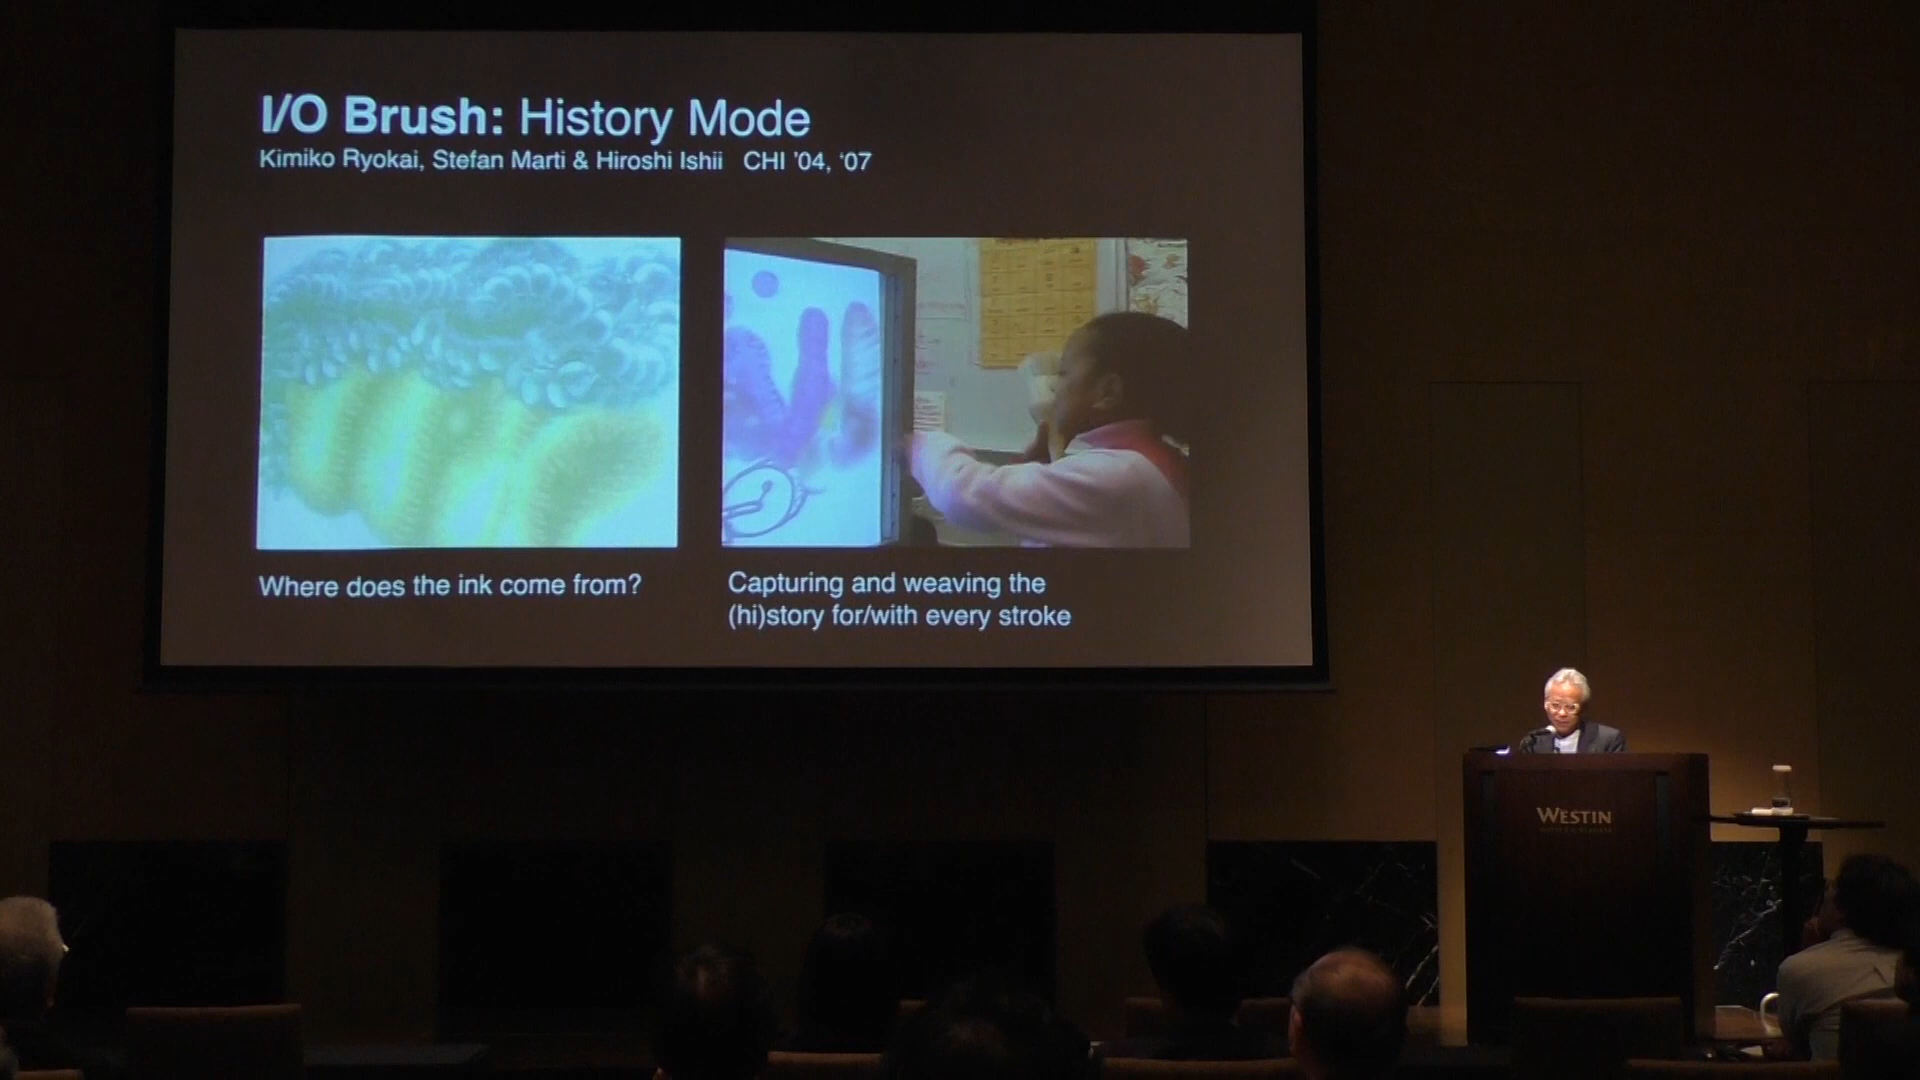 I/O Brush: History Mode
Kimiko Ryokai, Stefan Marti & Hiroshi Ishii CHI '04, '07
Where does the ink come from?
Capturing and weaving the
(hi)story for/with every stroke
WESTIN